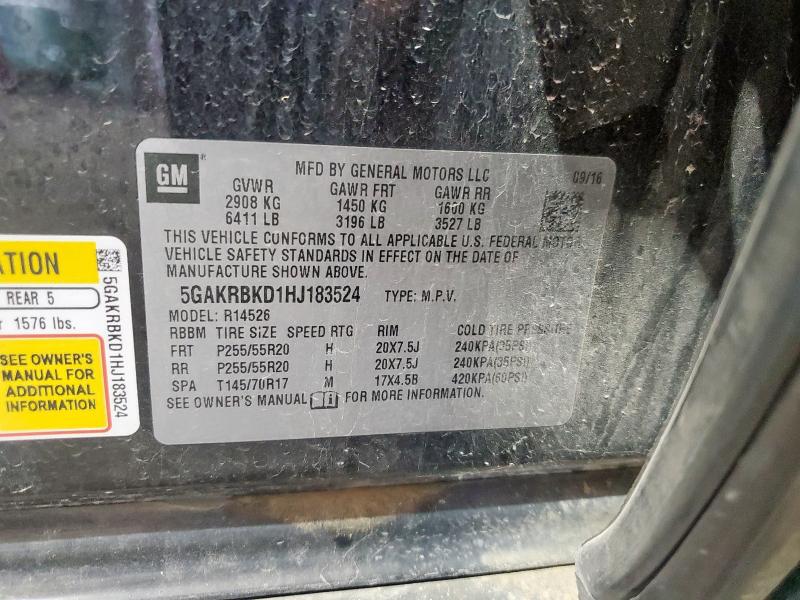 GM
MFD BY GENERAL MOTORS LLC 09/16
GVWR GAWR FRT GAWR RR
2908 KG 1450 KG 1600 KG
6411 LB 3196 LB 3527 LB
THIS VEHICLE CONFORMS TO ALL APPLICABLE U.S. FEDERAL MOTOR
VEHICLE SAFETY STANDARDS IN EFFECT ON THE DATE OF
MANUFACTURE SHOWN ABOVE.
5GAKRBKD1HJ183524 TYPE: M.P.V.
MODEL: R14526
RBBM TIRE SIZE SPEED RTG RIM COLD TIRE PRESSURE
FRT P255/55R20 H 20X7.5J 240KPA(35PSI)
RR P255/55R20 H 20X7.5J 240KPA(35PSI)
SPA T145/70R17 M 17X4.5B 420KPA(60PSI)
SEE OWNER'S MANUAL FOR MORE INFORMATION.
ATION
REAR 5
1576 lbs.
SEE OWNER'S
MANUAL FOR
ADDITIONAL
INFORMATION
5GAKRBKD1HJ183524